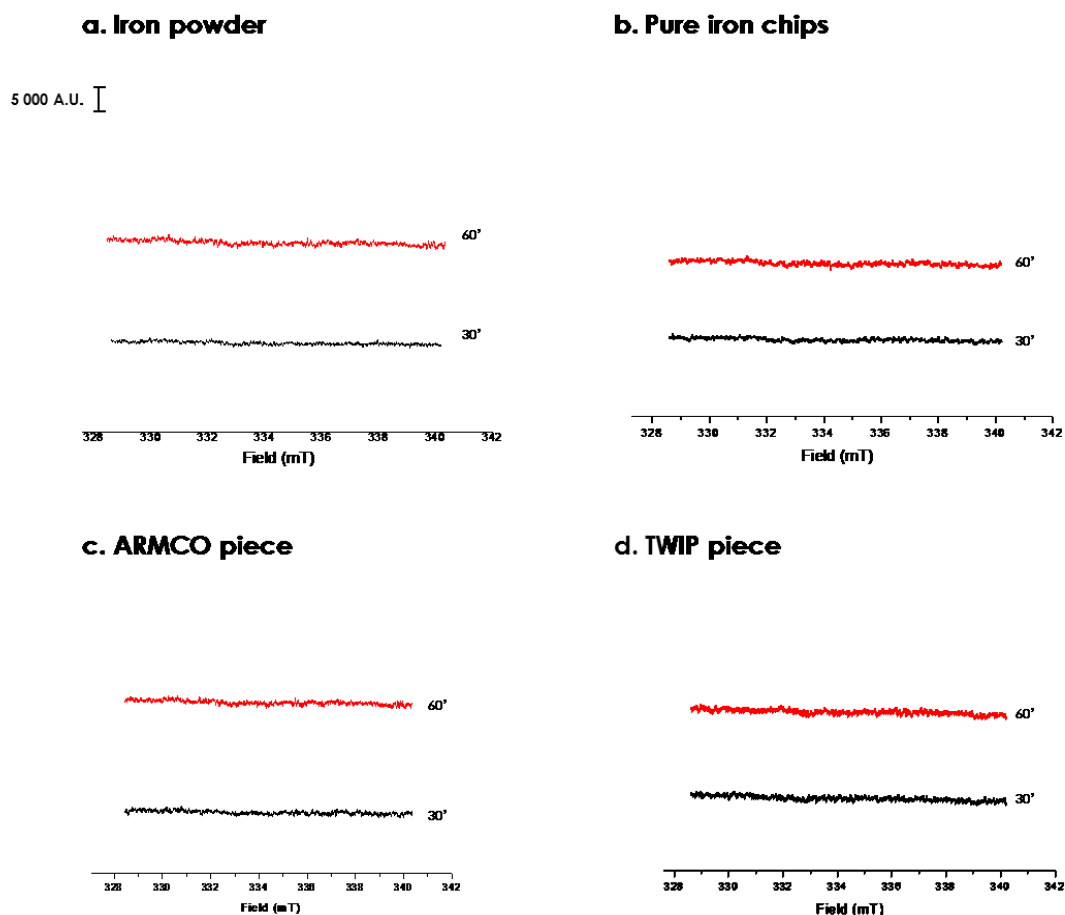 a. Iron powder
5 000 A.U.
60'
30'
328 330 332 334 336 338 340 342
Field (mT)
b. Pure iron chips
60'
30'
328 330 332 334 336 338 340 342
Field (mT)
c. ARMCO piece
60'
30'
328 330 332 334 336 338 340 342
Field (mT)
d. TWIP piece
60'
30'
328 330 332 334 336 338 340 342
Field (mT)